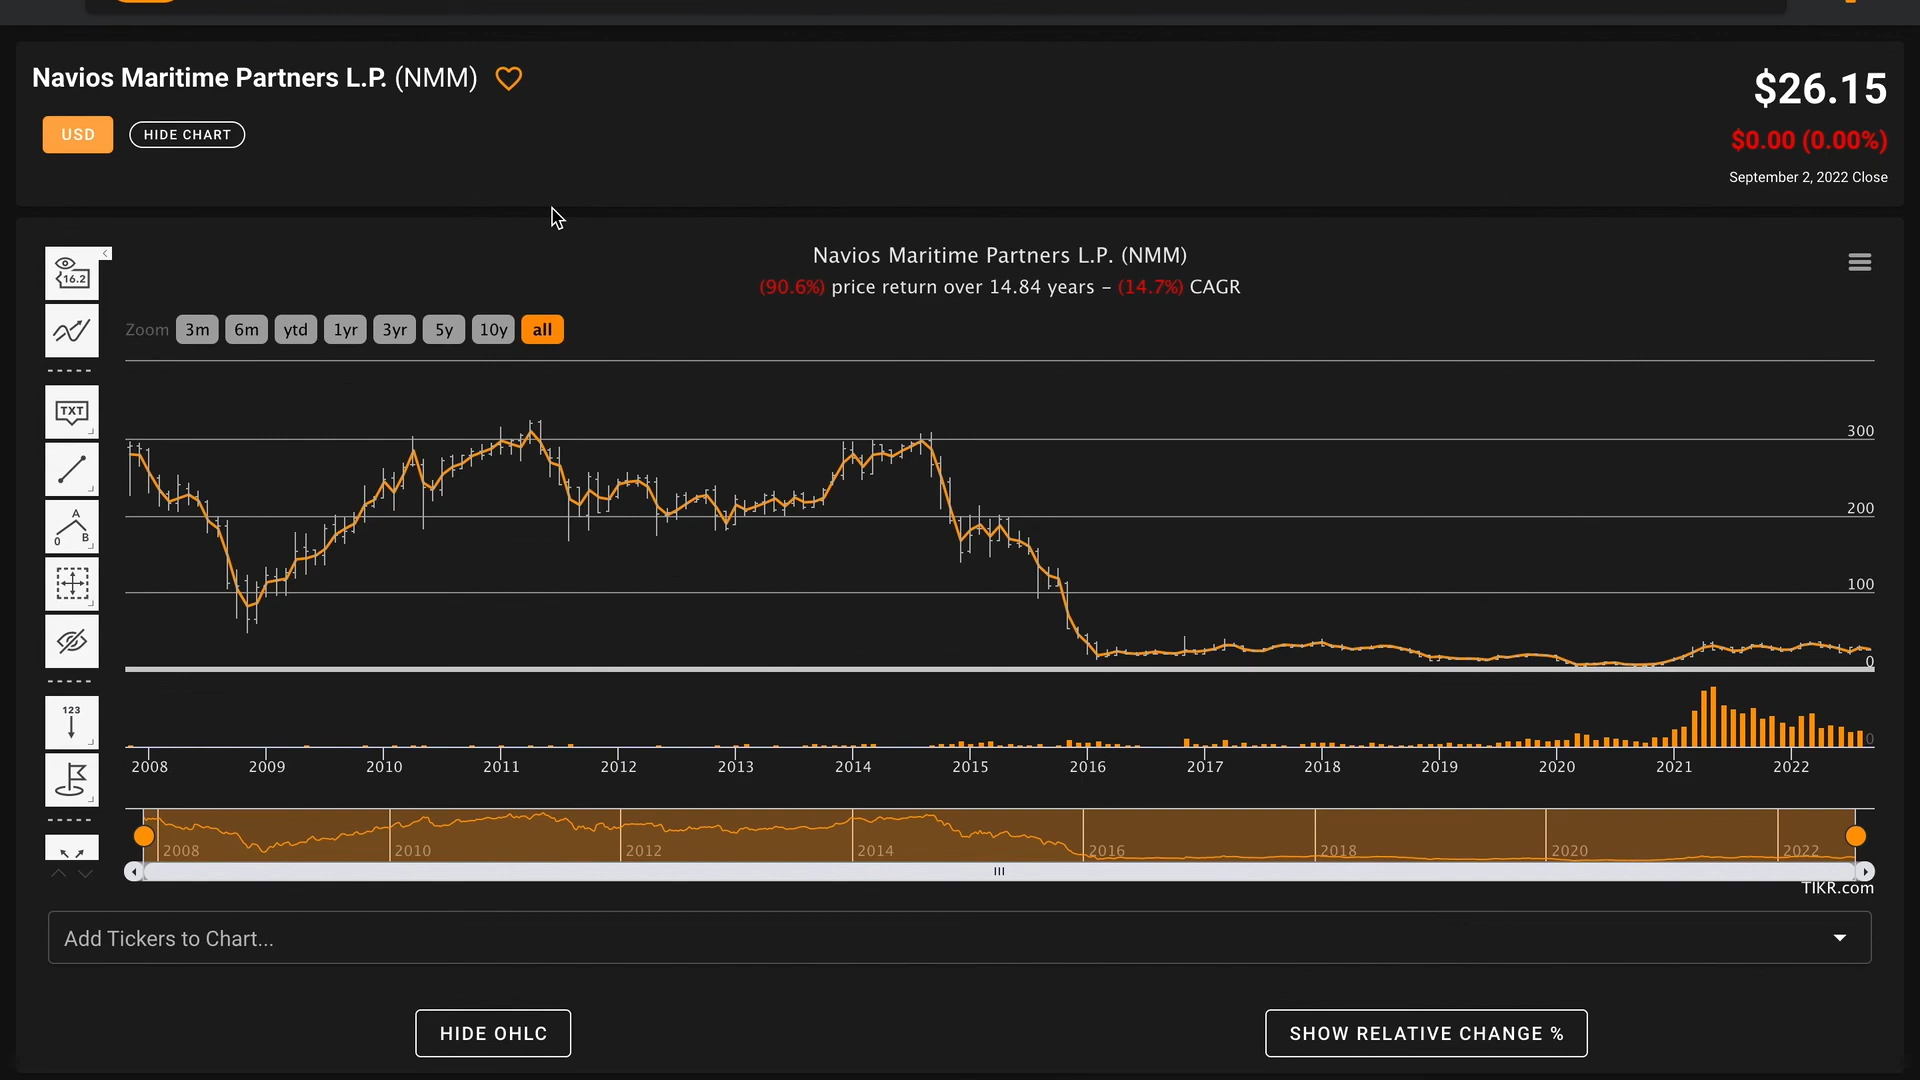 Navios Maritime Partners L.P. (NMM)
$26.15
USD
HIDE CHART
$0.00 (0.00%)
September 2, 2022 Close
Navios Maritime Partners L.P. (NMM)
(90.6%) price return over 14.84 years – (14.7%) CAGR
16.2
Zoom 3m 6m ytd 1yr 3yr 5y 10y all
TXT
A
0 B
123
300
200
100
0
0
2008 2009 2010 2011 2012 2013 2014 2015 2016 2017 2018 2019 2020 2021 2022
2008 2010 2012 2014 2016 2018 2020 2022
TIKR.com
Add Tickers to Chart...
HIDE OHLC
SHOW RELATIVE CHANGE %